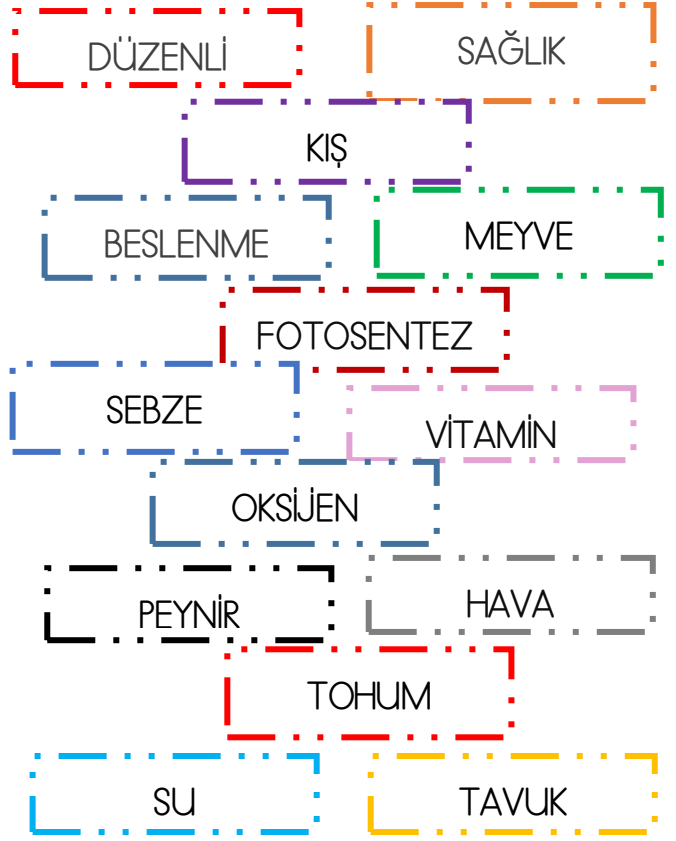 DÜZENLİ
SAĞLIK
KIŞ
BESLENME
MEYVE
FOTOSENTEZ
SEBZE
VİTAMİN
OKSİJEN
PEYNİR
HAVA
TOHUM
SU
TAVUK